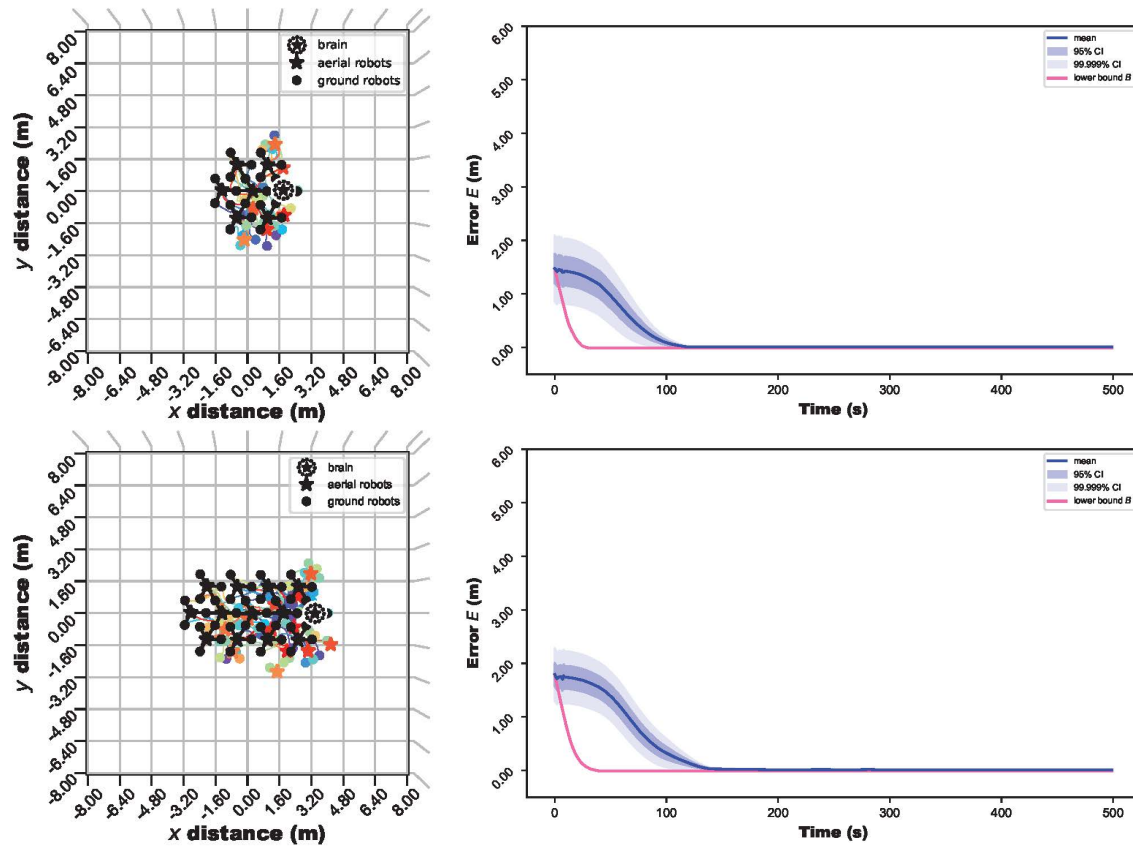 brain
aerial robots
ground robots
8.00
6.40
4.80
3.20
1.60
0.00
-1.60
-3.20
-4.80
-6.40
-8.00
y distance (m)
-8.00 -6.40 -4.80 -3.20 -1.60 0.00 1.60 3.20 4.80 6.40 8.00
x distance (m)
mean
95% CI
99.999% CI
lower bound B
6.00
5.00
4.00
3.00
2.00
1.00
0.00
Error E (m)
0 100 200 300 400 500
Time (s)
brain
aerial robots
ground robots
8.00
6.40
4.80
3.20
1.60
0.00
-1.60
-3.20
-4.80
-6.40
-8.00
y distance (m)
-8.00 -6.40 -4.80 -3.20 -1.60 0.00 1.60 3.20 4.80 6.40 8.00
x distance (m)
mean
95% CI
99.999% CI
lower bound B
6.00
5.00
4.00
3.00
2.00
1.00
0.00
Error E (m)
0 100 200 300 400 500
Time (s)